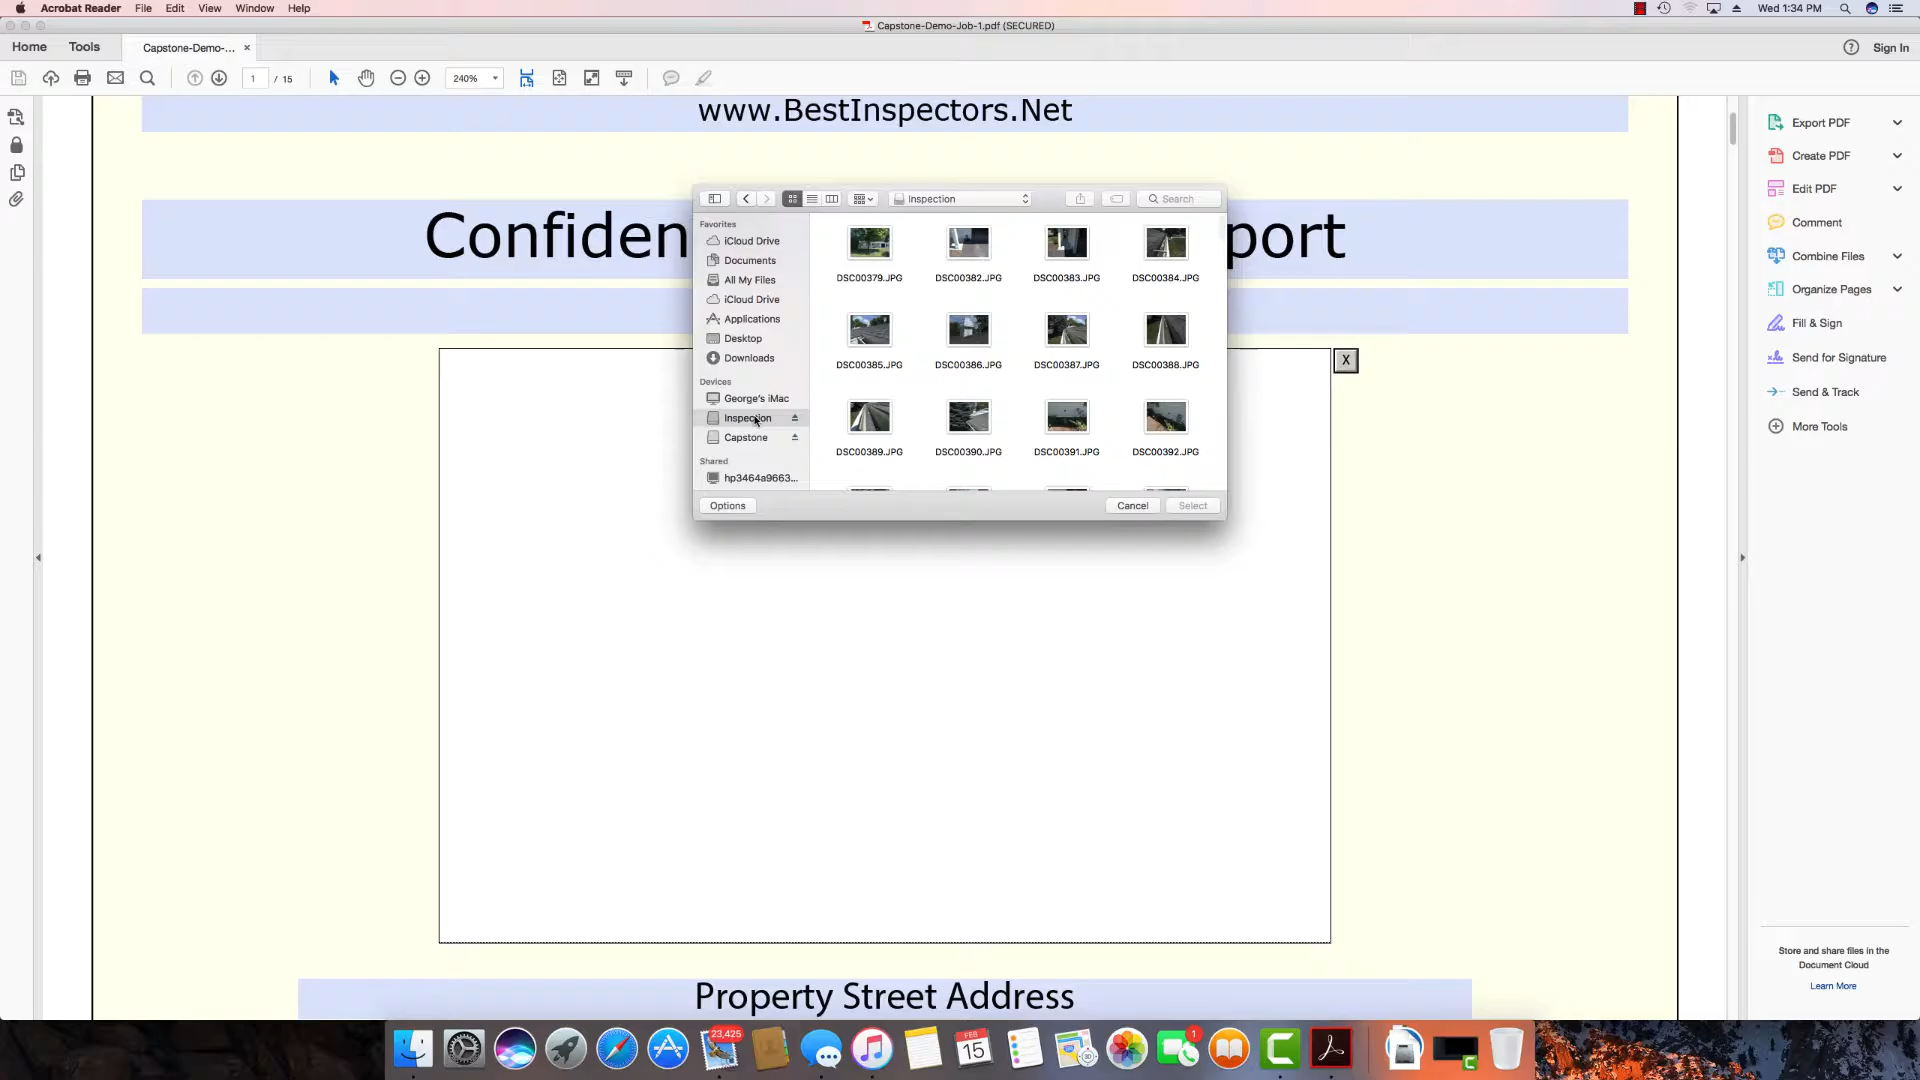 Acrobat Reader File Edit View Window Help Wed 1:34 PM
Capstone-Demo-Job-1.pdf (SECURED)
Home Tools Capstone-Demo-... × ? Sign In
1 / 15 240%
www.BestInspectors.Net
Confiden port
X
Property Street Address
Inspection Search
Favorites
iCloud Drive
Documents
All My Files
iCloud Drive
Applications
Desktop
Downloads
Devices
George's iMac
Inspection
Capstone
Shared
hp3464a9663...
DSC00379.JPG DSC00382.JPG DSC00383.JPG DSC00384.JPG
DSC00385.JPG DSC00386.JPG DSC00387.JPG DSC00388.JPG
DSC00389.JPG DSC00390.JPG DSC00391.JPG DSC00392.JPG
Options Cancel Select
Export PDF
Create PDF
Edit PDF
Comment
Combine Files
Organize Pages
Fill & Sign
Send for Signature
Send & Track
More Tools
Store and share files in the
Document Cloud
Learn More
23,425 FEB 15 1